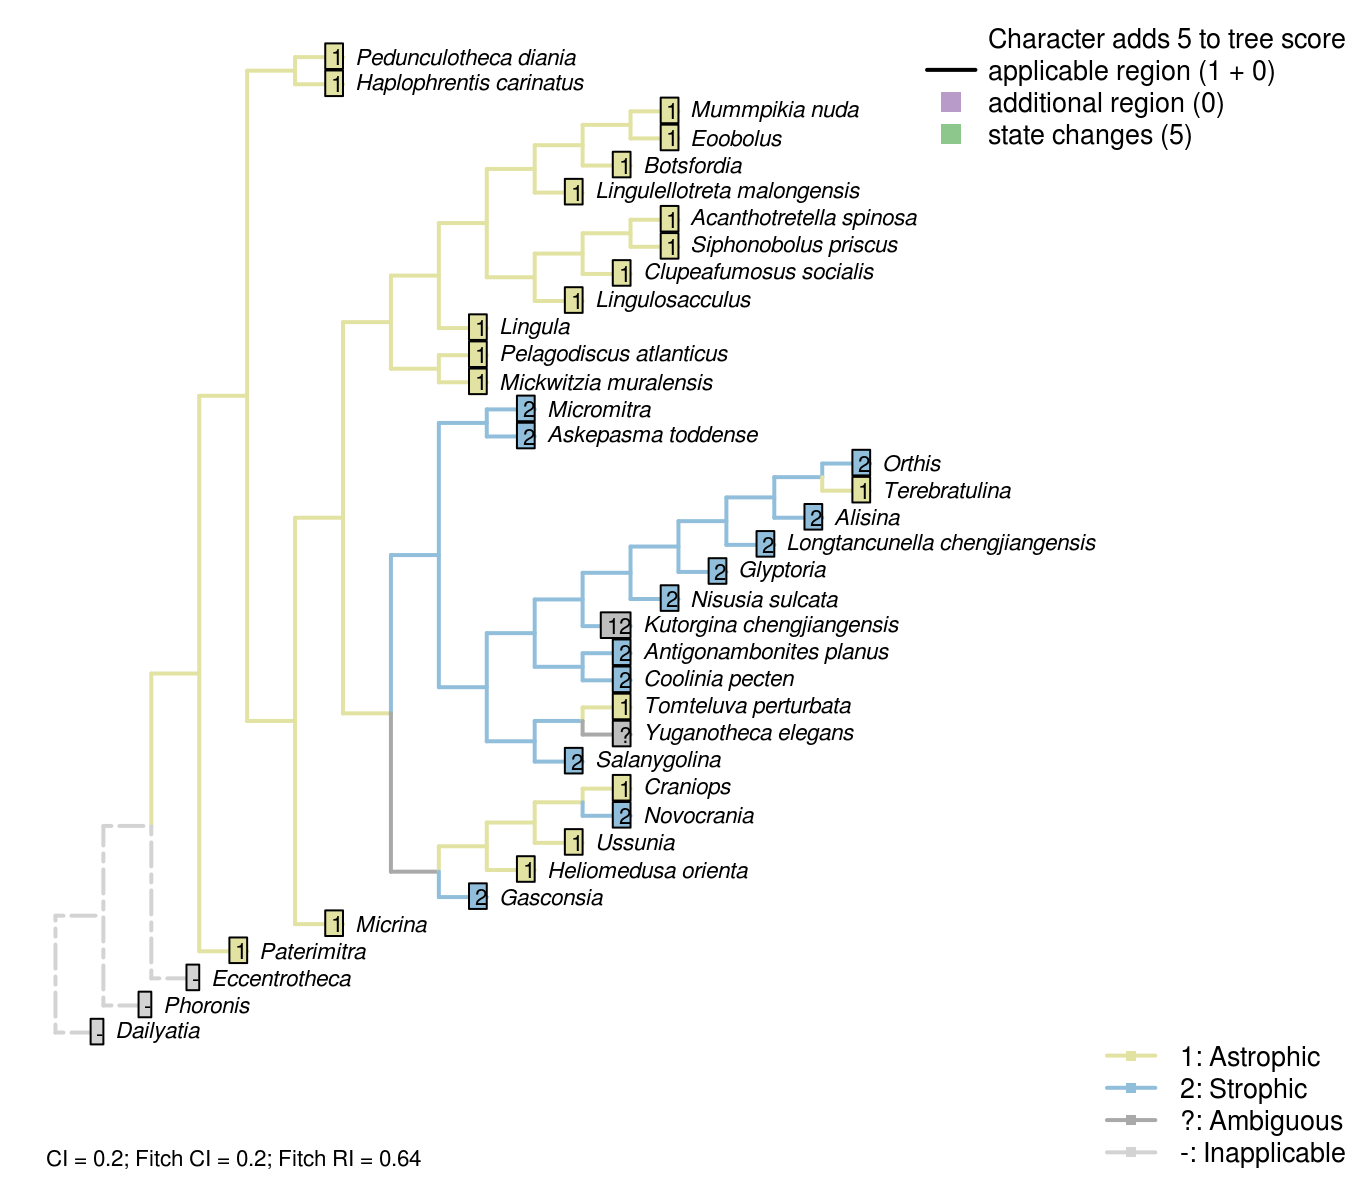 Character adds 5 to tree score
applicable region (1 + 0)
additional region (0)
state changes (5)
1 Pedunculotheca diania
1 Haplophrentis carinatus
1 Mummpikia nuda
1 Eoobolus
1 Botsfordia
1 Lingulellotreta malongensis
1 Acanthotretella spinosa
1 Siphonobolus priscus
1 Clupeafumosus socialis
1 Lingulosacculus
1 Lingula
1 Pelagodiscus atlanticus
1 Mickwitzia muralensis
2 Micromitra
2 Askepasma toddense
2 Orthis
1 Terebratulina
2 Alisina
2 Longtancunella chengjiangensis
2 Glyptoria
2 Nisusia sulcata
12 Kutorgina chengjiangensis
2 Antigonambonites planus
2 Coolinia pecten
1 Tomteluva perturbata
? Yuganotheca elegans
2 Salanygolina
1 Craniops
2 Novocrania
1 Ussunia
1 Heliomedusa orienta
2 Gasconsia
1 Micrina
1 Paterimitra
- Eccentrotheca
- Phoronis
- Dailyatia
1: Astrophic
2: Strophic
?: Ambiguous
-: Inapplicable
CI = 0.2; Fitch CI = 0.2; Fitch RI = 0.64